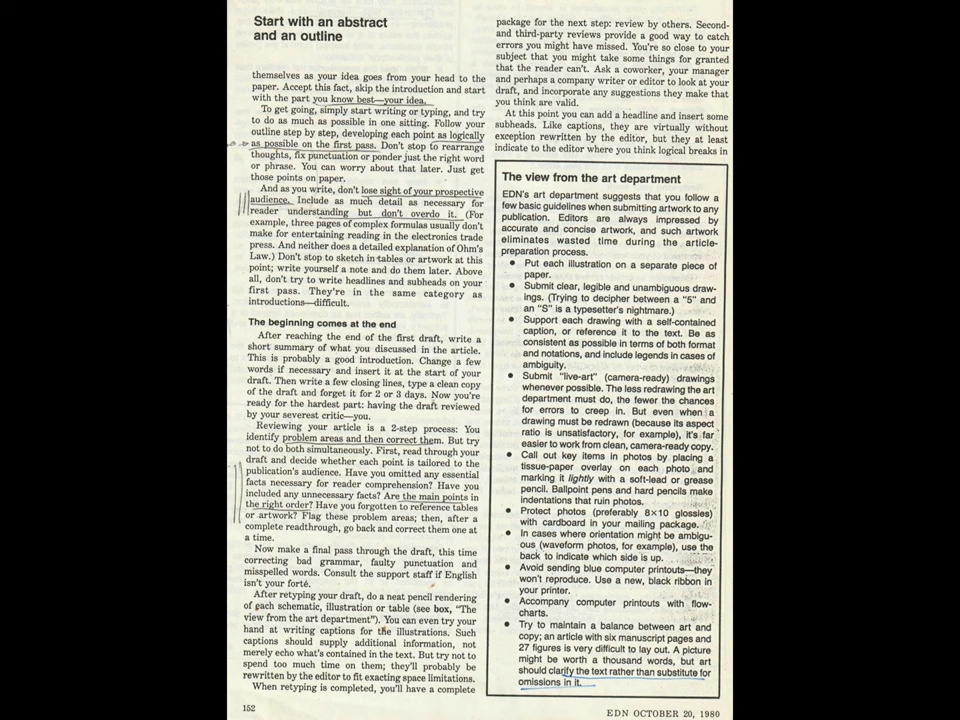 Start with an abstract
and an outline
themselves as your idea goes from your head to the
paper. Accept this fact, skip the introduction and start
with the part you know best—your idea.
To get going, simply start writing or typing, and try
to do as much as possible in one sitting. Follow your
outline step by step, developing each point as logically
as possible on the first pass. Don't stop to rearrange
thoughts, fix punctuation or ponder just the right word
or phrase. You can worry about that later. Just get
those points on paper.
And as you write, don't lose sight of your prospective
audience. Include as much detail as necessary for
reader understanding but don't overdo it. (For
example, three pages of complex formulas usually don't
make for entertaining reading in the electronics trade
press. And neither does a detailed explanation of Ohm's
Law.) Don't stop to sketch in tables or artwork at this
point; write yourself a note and do them later. Above
all, don't try to write headlines and subheads on your
first pass. They're in the same category as
introductions—difficult.
The beginning comes at the end
After reaching the end of the first draft, write a
short summary of what you discussed in the article.
This is probably a good introduction. Change a few
words if necessary and insert it at the start of your
draft. Then write a few closing lines, type a clean copy
of the draft and forget it for 2 or 3 days. Now you're
ready for the hardest part: having the draft reviewed
by your severest critic—you.
Reviewing your article is a 2-step process: You
identify problem areas and then correct them. But try
not to do both simultaneously. First, read through your
draft and decide whether each point is tailored to the
publication's audience. Have you omitted any essential
facts necessary for reader comprehension? Have you
included any unnecessary facts? Are the main points in
the right order? Have you forgotten to reference tables
or artwork? Flag these problem areas; then, after a
complete readthrough, go back and correct them one at
a time.
Now make a final pass through the draft, this time
correcting bad grammar, faulty punctuation and
misspelled words. Consult the support staff if English
isn't your forté.
After retyping your draft, do a neat pencil rendering
of each schematic, illustration or table (see box, "The
view from the art department"). You can even try your
hand at writing captions for the illustrations. Such
captions should supply additional information, not
merely echo what's contained in the text. But try not to
spend too much time on them; they'll probably be
rewritten by the editor to fit exacting space limitations.
When retyping is completed, you'll have a complete
package for the next step: review by others. Second-
and third-party reviews provide a good way to catch
errors you might have missed. You're so close to your
subject that you might take some things for granted
that the reader can't. Ask a coworker, your manager
and perhaps a company writer or editor to look at your
draft, and incorporate any suggestions they make that
you think are valid.
At this point you can add a headline and insert some
subheads. Like captions, they are virtually without
exception rewritten by the editor, but they at least
indicate to the editor where you think logical breaks in
The view from the art department
EDN's art department suggests that you follow a
few basic guidelines when submitting artwork to any
publication. Editors are always impressed by
accurate and concise artwork, and such artwork
eliminates wasted time during the article-
preparation process.
● Put each illustration on a separate piece of
paper.
● Submit clear, legible and unambiguous draw-
ings. (Trying to decipher between a "5" and
an "S" is a typesetter's nightmare.)
● Support each drawing with a self-contained
caption, or reference it to the text. Be as
consistent as possible in terms of both format
and notations, and include legends in cases of
ambiguity.
● Submit "live-art" (camera-ready) drawings
whenever possible. The less redrawing the art
department must do, the fewer the chances
for errors to creep in. But even when a
drawing must be redrawn (because its aspect
ratio is unsatisfactory, for example), it's far
easier to work from clean, camera-ready copy.
● Call out key items in photos by placing a
tissue-paper overlay on each photo and
marking it lightly with a soft-lead or grease
pencil. Ballpoint pens and hard pencils make
indentations that ruin photos.
● Protect photos (preferably 8×10 glossies)
with cardboard in your mailing package.
● In cases where orientation might be ambigu-
ous (waveform photos, for example), use the
back to indicate which side is up.
● Avoid sending blue computer printouts—they
won't reproduce. Use a new, black ribbon in
your printer.
● Accompany computer printouts with flow-
charts.
● Try to maintain a balance between art and
copy; an article with six manuscript pages and
27 figures is very difficult to lay out. A picture
might be worth a thousand words, but art
should clarify the text rather than substitute for
omissions in it.
152
EDN OCTOBER 20, 1980